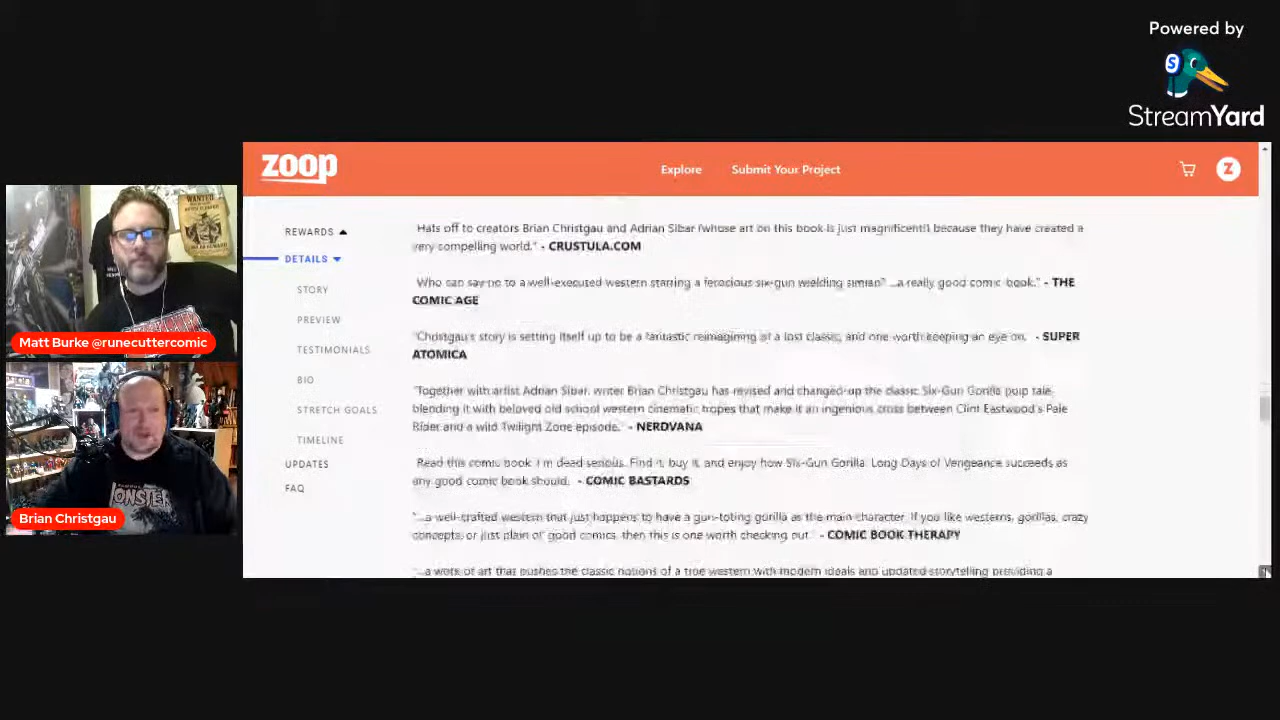 Powered by
StreamYard
zoop
Explore
Submit Your Project
Z
REWARDS
DETAILS
STORY
PREVIEW
TESTIMONIALS
BIO
STRETCH GOALS
TIMELINE
UPDATES
FAQ
"Hats off to creators Brian Christgau and Adrian Sibar (whose art on this book is just magnificent!) because they have created a
very compelling world." - CRUSTULA.COM
"Who can say no to a well-executed western starring a ferocious six-gun wielding simian? ...a really good comic book." - THE
COMIC AGE
"Christgau's story is setting itself up to be a fantastic reimagining of a lost classic, and one worth keeping an eye on. - SUPER
ATOMICA
"Together with artist Adrian Sibar, writer Brian Christgau has revised and changed-up the classic Six-Gun Gorilla pulp tale,
blending it with beloved old school western cinematic tropes that make it an ingenious cross between Clint Eastwood's Pale
Rider and a wild Twilight Zone episode. - NERDVANA
Read this comic book. I'm dead serious. Find it, buy it, and enjoy how Six-Gun Gorilla: Long Days of Vengeance succeeds as
any good comic book should. - COMIC BASTARDS
"...a well-crafted western that just happens to have a gun-toting gorilla as the main character. If you like westerns, gorillas, crazy
concepts, or just plain ol' good comics, then this is one worth checking out. - COMIC BOOK THERAPY
"...a work of art that pushes the classic notions of a true western with modern ideals and updated storytelling providing a
WANTED
Matt Burke @runecuttercomic
MONSTER
Brian Christgau